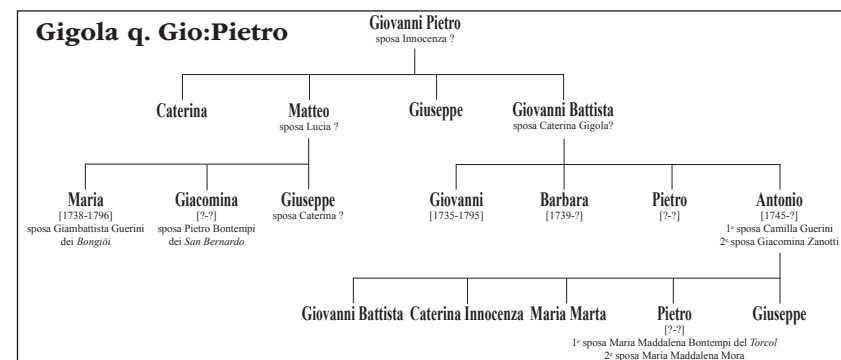 Gigola q. Gio:Pietro
Giovanni Pietro
sposa Innocenza ?
Caterina
Matteo
sposa Lucia ?
Giuseppe
Giovanni Battista
sposa Caterina Gigola?
Maria
[1738-1796]
sposa Giambattista Guerini
dei Bongiöi
Giacomina
[?-?]
sposa Pietro Bontempi
dei San Bernardo
Giuseppe
sposa Caterina ?
Giovanni
[1735-1795]
Barbara
[1739-?]
Pietro
[?-?]
Antonio
[1745-?]
1ª sposa Camilla Guerini
2ª sposa Giacomina Zanotti
Giovanni Battista
Caterina Innocenza
Maria Marta
Pietro
[?-?]
1ª sposa Maria Maddalena Bontempi del Torcol
2ª sposa Maria Maddalena Mora
Giuseppe